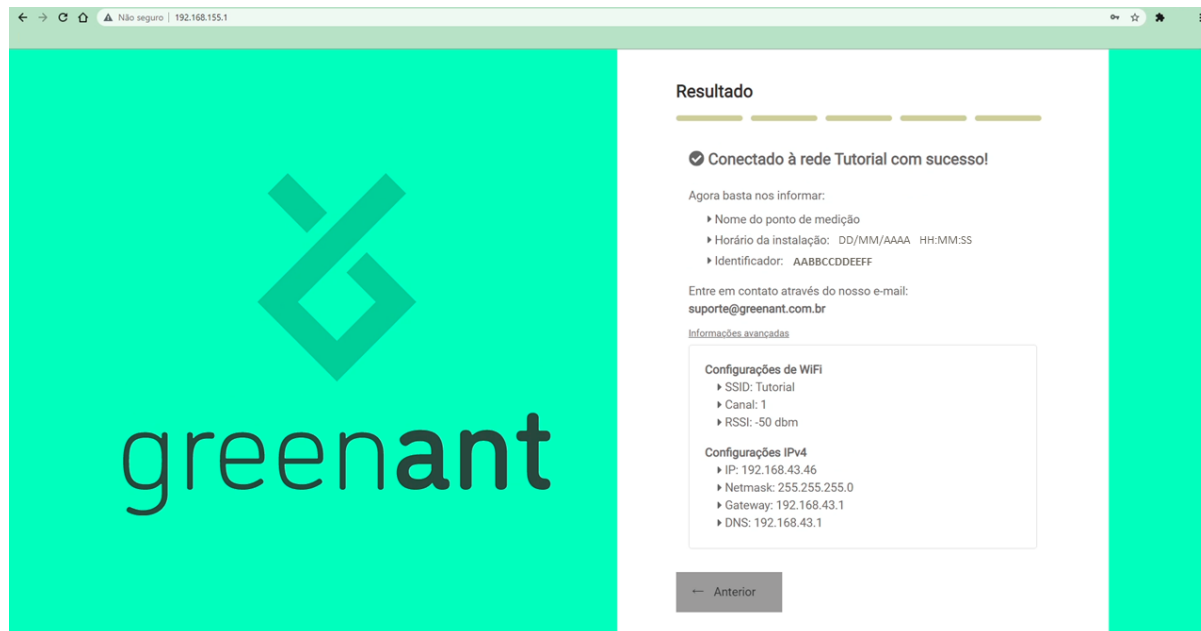 Não seguro | 192.168.155.1
greenant
Resultado
Conectado à rede Tutorial com sucesso!
Agora basta nos informar:
Nome do ponto de medição
Horário da instalação: DD/MM/AAAA HH:MM:SS
Identificador: AABBCCDDEEFF
Entre em contato através do nosso e-mail:
suporte@greenant.com.br
Informações avançadas
Configurações de WiFi
SSID: Tutorial
Canal: 1
RSSI: -50 dbm
Configurações IPv4
IP: 192.168.43.46
Netmask: 255.255.255.0
Gateway: 192.168.43.1
DNS: 192.168.43.1
← Anterior